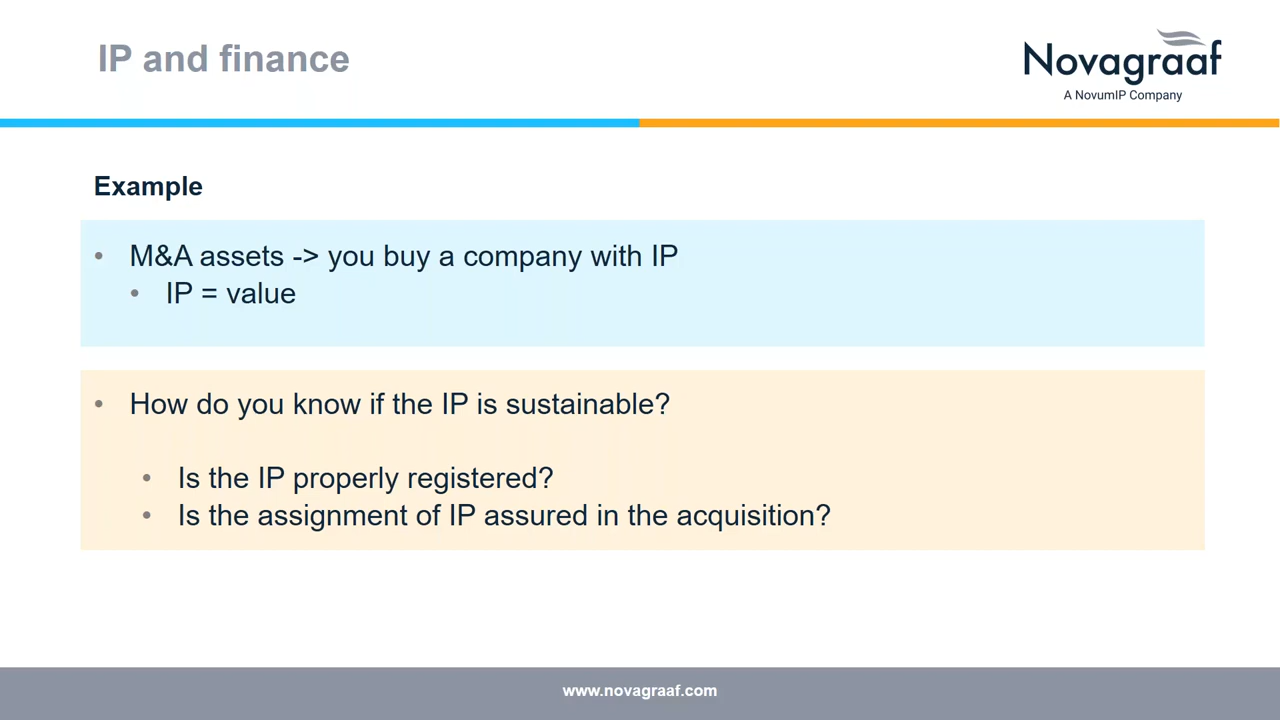 IP and finance
Novagraaf
A NovumIP Company
Example
• M&A assets -> you buy a company with IP
• IP = value
• How do you know if the IP is sustainable?
• Is the IP properly registered?
• Is the assignment of IP assured in the acquisition?
www.novagraaf.com